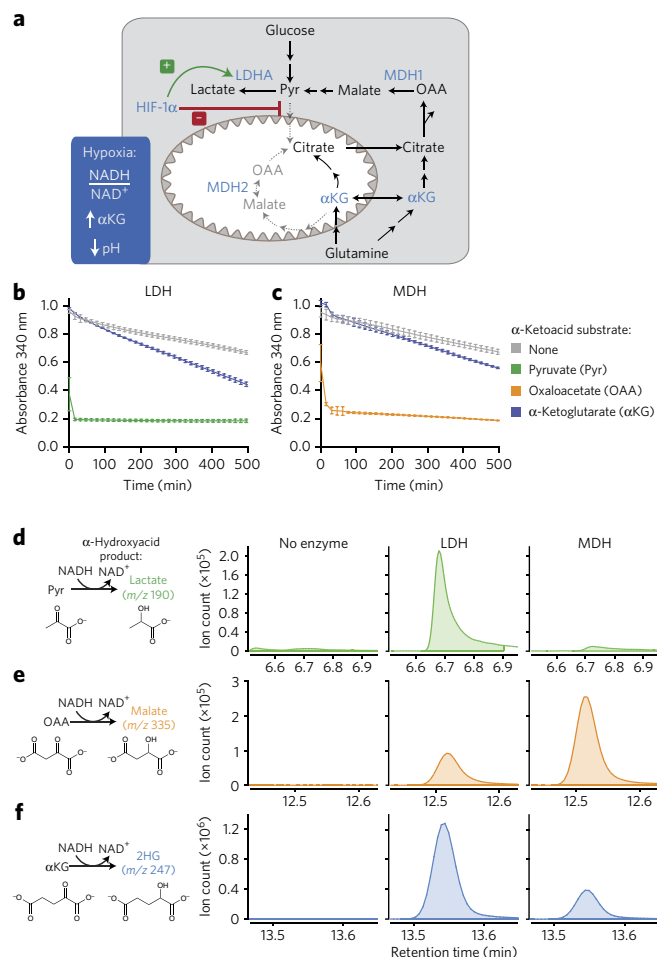 a
Glucose
LDHA
MDH1
Lactate
Pyr
Malate
OAA
HIF-1α
+
−
Hypoxia:
NADH
NAD+
αKG
pH
Citrate
Citrate
OAA
MDH2
Malate
αKG
αKG
Glutamine
b
LDH
Absorbance 340 nm
1.0
0.8
0.6
0.4
0.2
0.0
0 100 200 300 400 500
Time (min)
c
MDH
Absorbance 340 nm
1.0
0.8
0.6
0.4
0.2
0.0
0 100 200 300 400 500
Time (min)
α-Ketoacid substrate:
None
Pyruvate (Pyr)
Oxaloacetate (OAA)
α-Ketoglutarate (αKG)
d
α-Hydroxyacid
product:
NADH NAD+
Pyr
Lactate
(m/z 190)
O
O−
O
OH
O−
O
No enzyme
LDH
MDH
Ion count (×10⁵)
2.0
1.6
1.2
0.8
0.4
0
6.6 6.7 6.8 6.9
6.6 6.7 6.8 6.9
6.6 6.7 6.8 6.9
e
NADH NAD+
OAA
Malate
(m/z 335)
O
O
−O
O−
O
O
OH
−O
O−
O
Ion count (×10⁵)
3
2
1
0
12.5 12.6
12.5 12.6
12.5 12.6
f
NADH NAD+
αKG
2HG
(m/z 247)
O
−O
O−
O
O
OH
−O
O−
O
O
Ion count (×10⁶)
1.2
0.8
0.4
0
13.5 13.6
13.5 13.6
13.5 13.6
Retention time (min)